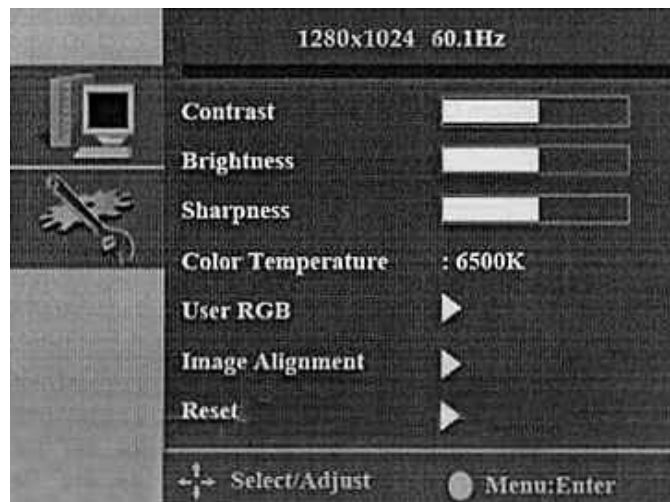 1280x1024 60.1Hz
Contrast
Brightness
Sharpness
Color Temperature : 6500K
User RGB
Image Alignment
Reset
Select/Adjust Menu:Enter